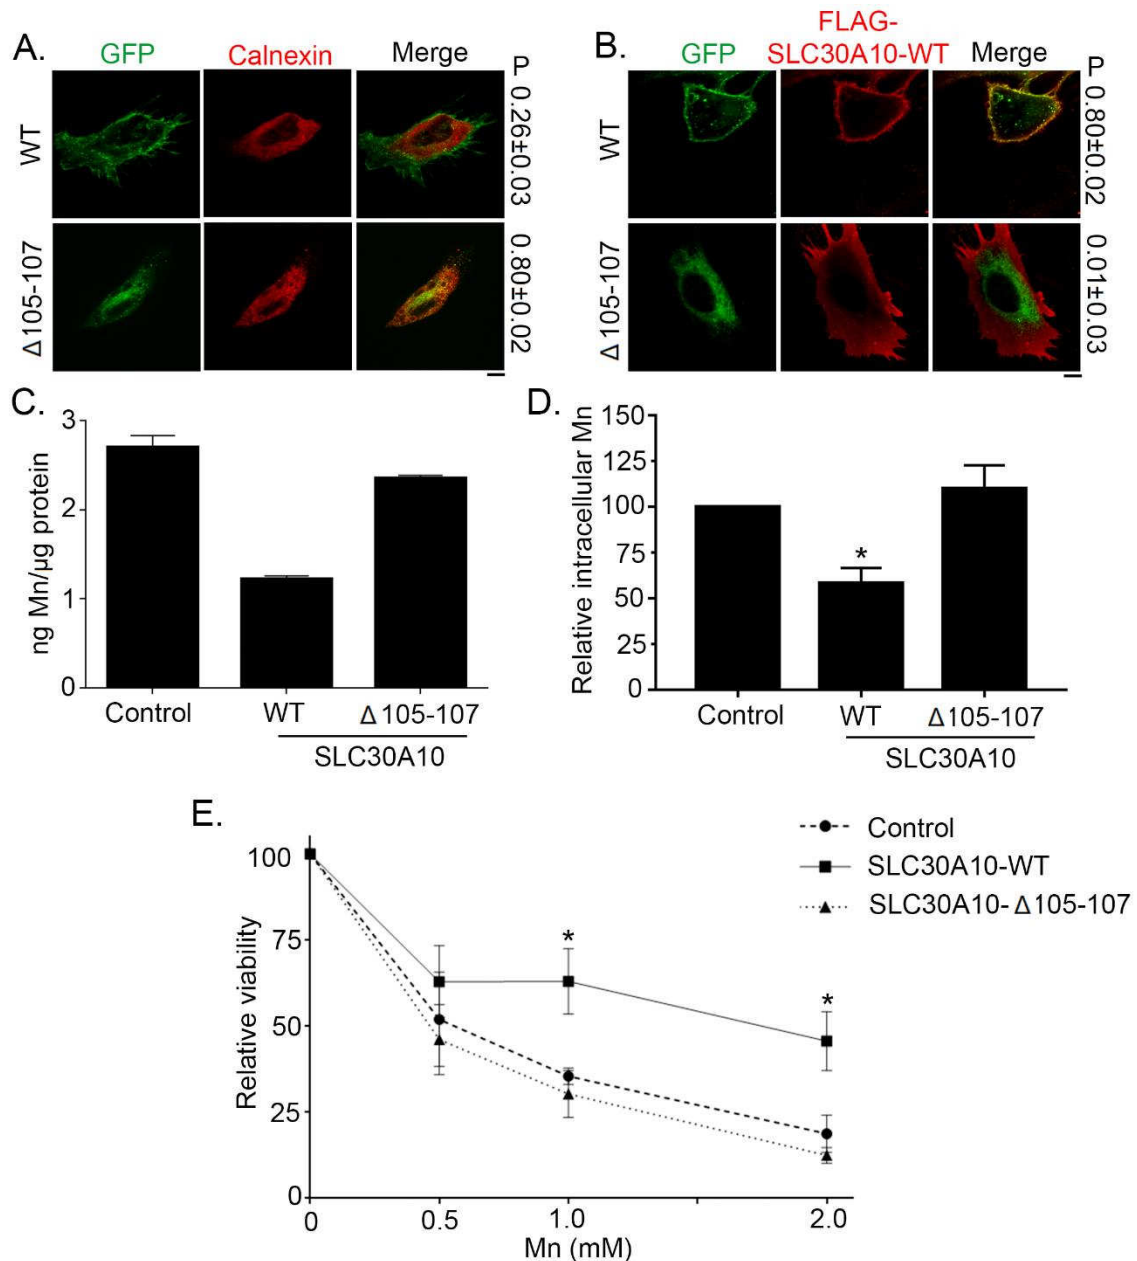 A.
GFP
Calnexin
Merge
P
WT
0.26±0.03
Δ105-107
0.80±0.02
B.
GFP
FLAG-
SLC30A10-WT
Merge
P
WT
0.80±0.02
Δ105-107
0.01±0.03
C.
ng Mn/µg protein
3
2
1
0
Control
WT
Δ105-107
SLC30A10
D.
Relative intracellular Mn
150
125
100
75
50
25
0
*
Control
WT
Δ105-107
SLC30A10
E.
Control
SLC30A10-WT
SLC30A10-Δ105-107
Relative viability
100
75
50
25
0
*
*
0
0.5
1.0
2.0
Mn (mM)